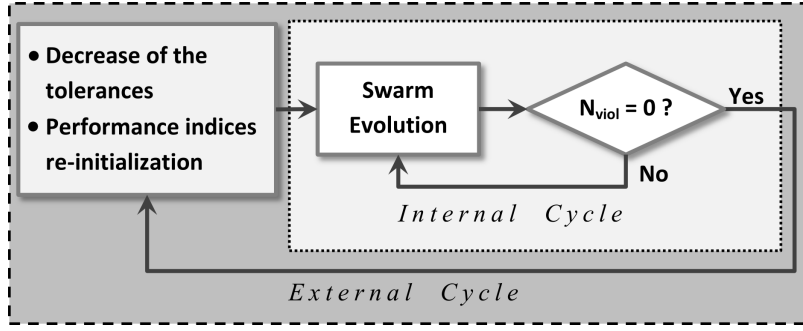 • Decrease of the
tolerances
• Performance indices
re-initialization
Swarm
Evolution
Nviol = 0 ?
Yes
No
Internal Cycle
External Cycle